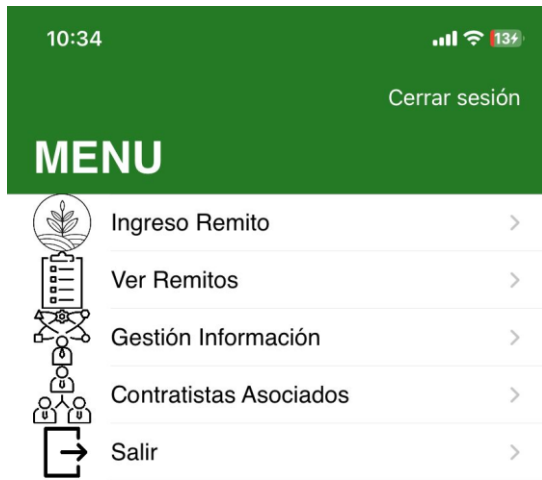 10:34
13
Cerrar sesión
MENU
Ingreso Remito
Ver Remitos
Gestión Información
Contratistas Asociados
Salir